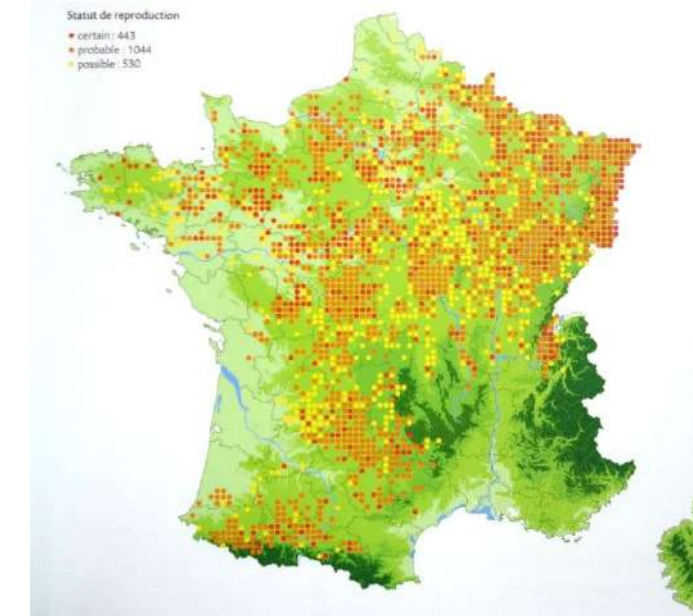 Statut de reproduction
certain : 443
probable : 1044
possible : 530